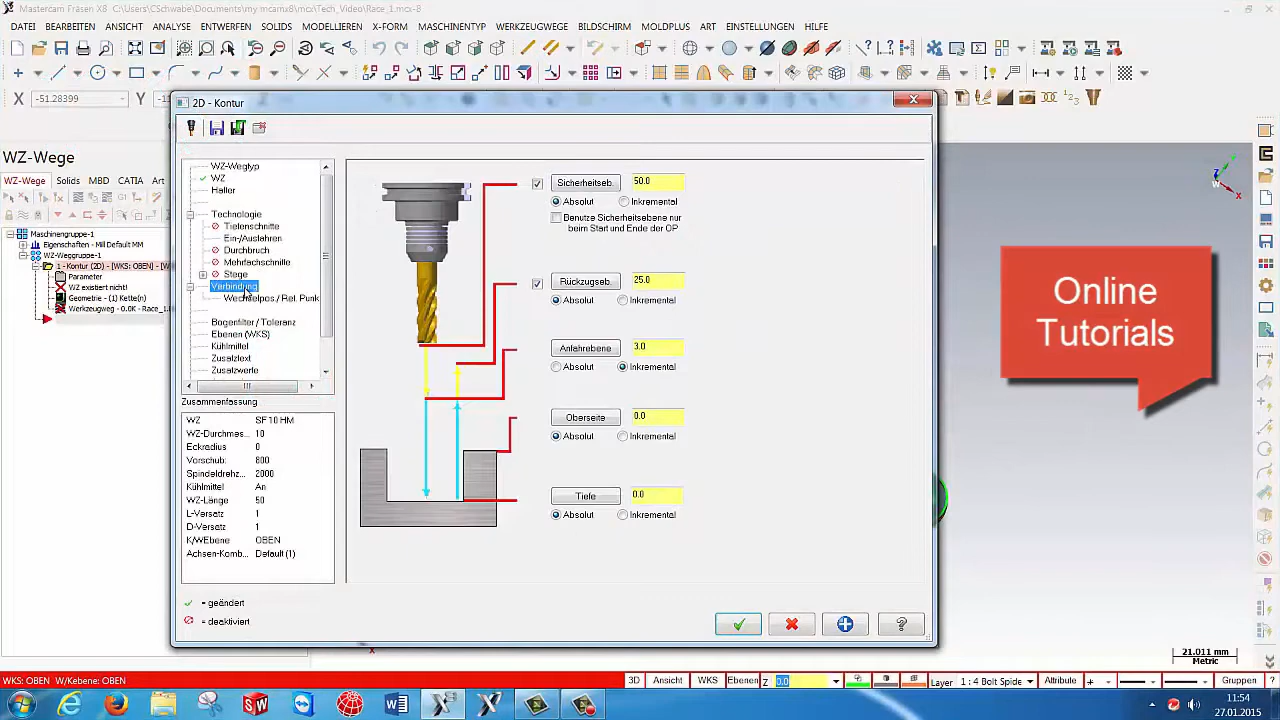 Mastercam Fräsen X8 C:\Users\CSchwabe\Documents\my mcamx8\mcx\Tech_Video\Race_1.mcx-8
DATEI BEARBEITEN ANSICHT ANALYSE ENTWERFEN SOLIDS MODELLIEREN X-FORM MASCHINENTYP WERKZEUGWEGE BILDSCHIRM MOLDPLUS ART EINSTELLUNGEN HILFE
X -51.28399 Y
2D - Kontur
WZ-Wege
WZ-Wege Solids MBD CATIA Art
Maschinengruppe-1
Eigenschaften - Mill Default MM
WZ-Weggruppe-1
1 - Kontur (2D) - [WKS: OBEN]
Parameter
WZ existiert nicht!
Geometrie - (1) Kette(n)
Werkzeugweg - 0.0K - Race_1.
WZ-Wegtyp
WZ
Halter
Technologie
Tiefenschnitte
Ein-/Ausfahren
Durchbruch
Mehrfachschnitte
Stege
Verbindung
Wechselpos./ Ref. Punk
Bogenfilter / Toleranz
Ebenen (WKS)
Kühlmittel
Zusatztext
Zusatzwerte
Zusammenfassung
WZ SF 10 HM
WZ-Durchmes... 10
Eckradius 0
Vorschub: 800
Spindeldrehz... 2000
Kühlmittel An
WZ-Länge 50
L-Versatz 1
D-Versatz 1
K/WEbene OBEN
Achsen-Komb... Default (1)
= geändert
= deaktiviert
Sicherheitseb. 50.0
Absolut Inkremental
Benutze Sicherheitsebene nur
beim Start und Ende der OP
Rückzugseb. 25.0
Absolut Inkremental
Anfahrebene 3.0
Absolut Inkremental
Oberseite 0.0
Absolut Inkremental
Tiefe 0.0
Absolut Inkremental
Online
Tutorials
21.011 mm
Metric
WKS: OBEN W/Kebene: OBEN 3D Ansicht WKS Ebenen Z 0.0 Layer 1 : 4 Bolt Spide Attribute Gruppen
11:54
27.01.2015